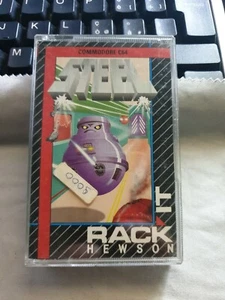 COMMODORE C64
STEEL
0005
RACK IT
HEWSON